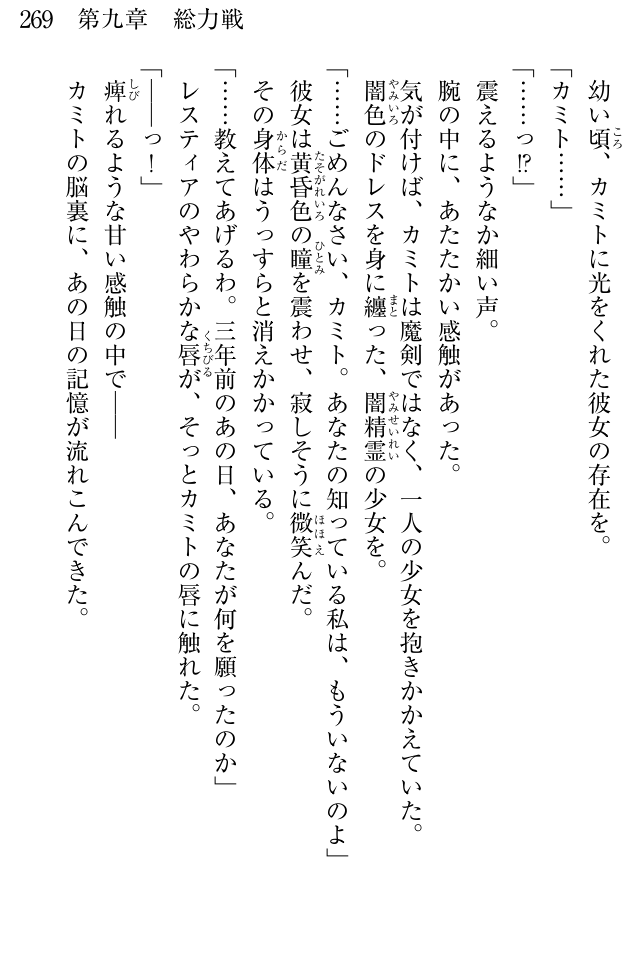 269　第九章　総力戦
幼い頃、カミトに光をくれた彼女の存在を。
「カミト……」
「……っ!?」
震えるようなか細い声。
腕の中に、あたたかい感触があった。
気が付けば、カミトは魔剣ではなく、一人の少女を抱きかかえていた。
闇色のドレスを身に纏った、闇精霊の少女を。
「……ごめんなさい、カミト。あなたの知っている私は、もういないのよ」
彼女は黄昏色の瞳を震わせ、寂しそうに微笑んだ。
その身体はうっすらと消えかかっている。
「……教えてあげるわ。三年前のあの日、あなたが何を願ったのか」
レスティアのやわらかな唇が、そっとカミトの唇に触れた。
「――っ！」
痺れるような甘い感触の中で――
カミトの脳裏に、あの日の記憶が流れこんできた。